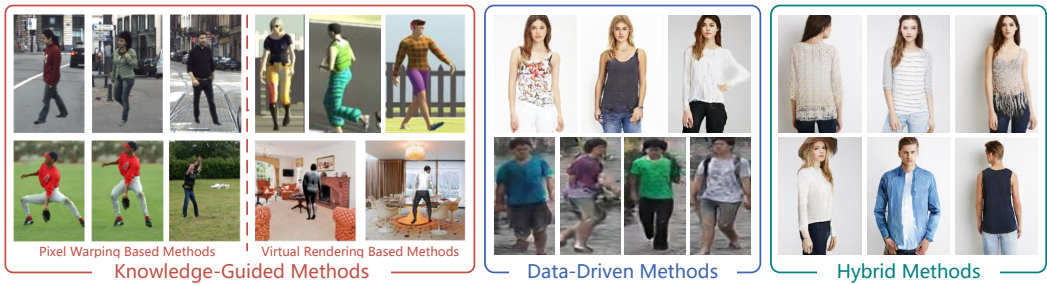 Pixel Warping Based Methods
Virtual Rendering Based Methods
Knowledge-Guided Methods
Data-Driven Methods
Hybrid Methods